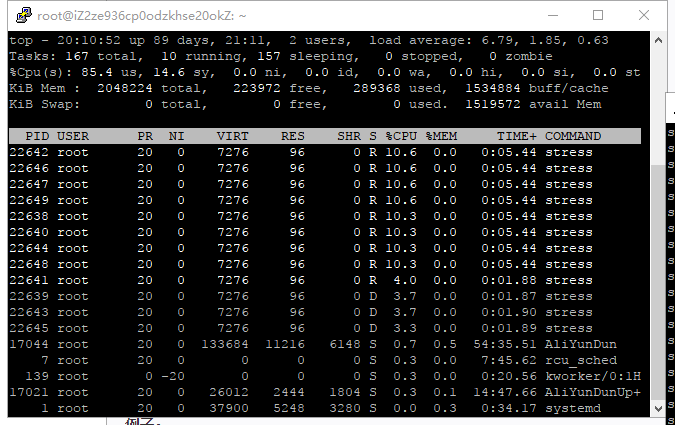 root@iZ2ze936cp0odzkhse20okZ: ~
top - 20:10:52 up 89 days, 21:11,  2 users,  load average: 6.79, 1.85, 0.63
Tasks: 167 total,  10 running, 157 sleeping,   0 stopped,   0 zombie
%Cpu(s): 85.4 us, 14.6 sy,  0.0 ni,  0.0 id,  0.0 wa,  0.0 hi,  0.0 si,  0.0 st
KiB Mem :  2048224 total,   223972 free,   289368 used,  1534884 buff/cache
KiB Swap:        0 total,        0 free,        0 used.  1519572 avail Mem
PID USER      PR  NI    VIRT    RES    SHR S %CPU %MEM     TIME+ COMMAND
22642 root      20   0    7276     96      0 R 10.6  0.0   0:05.44 stress
22646 root      20   0    7276     96      0 R 10.6  0.0   0:05.44 stress
22647 root      20   0    7276     96      0 R 10.6  0.0   0:05.44 stress
22649 root      20   0    7276     96      0 R 10.6  0.0   0:05.44 stress
22638 root      20   0    7276     96      0 R 10.3  0.0   0:05.44 stress
22640 root      20   0    7276     96      0 R 10.3  0.0   0:05.44 stress
22644 root      20   0    7276     96      0 R 10.3  0.0   0:05.44 stress
22648 root      20   0    7276     96      0 R 10.3  0.0   0:05.44 stress
22641 root      20   0    7276     96      0 R  4.0  0.0   0:01.88 stress
22639 root      20   0    7276     96      0 D  3.7  0.0   0:01.87 stress
22643 root      20   0    7276     96      0 D  3.7  0.0   0:01.90 stress
22645 root      20   0    7276     96      0 D  3.3  0.0   0:01.89 stress
17044 root      20   0  133684  11216   6148 S  0.7  0.5  54:35.51 AliYunDun
7 root      20   0       0      0      0 S  0.3  0.0   7:45.62 rcu_sched
139 root       0 -20       0      0      0 S  0.3  0.0   0:20.56 kworker/0:1H
17021 root      20   0   26012   2444   1804 S  0.3  0.1  14:47.66 AliYunDunUp+
1 root      20   0   37900   5248   3280 S  0.0  0.3   0:34.17 systemd